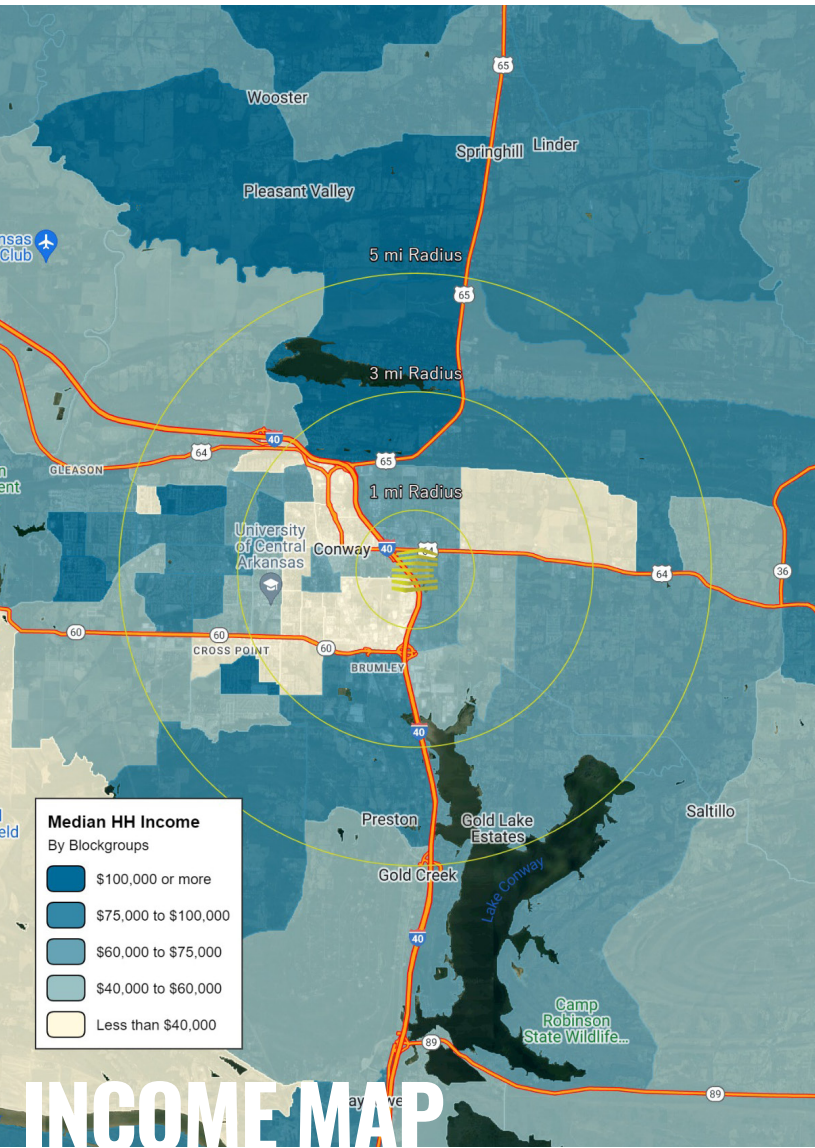 65
Wooster
Springhill
Linder
Pleasant Valley
nsas
Club
5 mi Radius
65
3 mi Radius
40
64
65
GLEASON
n
ent
1 mi Radius
University
of Central
Arkansas
Conway
40
64
36
60
60
CROSS POINT
60
BRUMLEY
40
Preston
Gold Lake
Estates
Saltillo
eld
Gold Creek
Lake Conway
40
Median HH Income
By Blockgroups
$100,000 or more
$75,000 to $100,000
$60,000 to $75,000
$40,000 to $60,000
Less than $40,000
Camp
Robinson
State Wildlife...
89
89
INCOME MAP